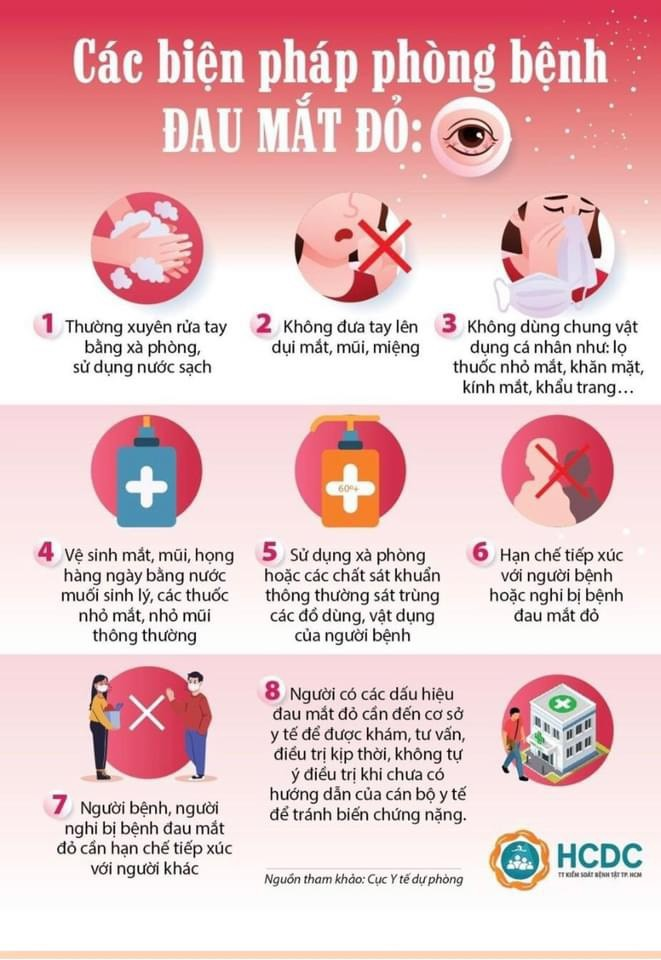 Các biện pháp phòng bệnh
ĐAU MẮT ĐỎ:
1 Thường xuyên rửa tay
bằng xà phòng,
sử dụng nước sạch
2 Không đưa tay lên
dụi mắt, mũi, miệng
3 Không dùng chung vật
dụng cá nhân như: lọ
thuốc nhỏ mắt, khăn mặt,
kính mắt, khẩu trang...
60º+
4 Vệ sinh mắt, mũi, họng
hàng ngày bằng nước
muối sinh lý, các thuốc
nhỏ mắt, nhỏ mũi
thông thường
5 Sử dụng xà phòng
hoặc các chất sát khuẩn
thông thường sát trùng
các đồ dùng, vật dụng
của người bệnh
6 Hạn chế tiếp xúc
với người bệnh
hoặc nghi bị bệnh
đau mắt đỏ
7 Người bệnh, người
nghi bị bệnh đau mắt
đỏ cần hạn chế tiếp xúc
với người khác
8 Người có các dấu hiệu
đau mắt đỏ cần đến cơ sở
y tế để được khám, tư vấn,
điều trị kịp thời, không tự
ý điều trị khi chưa có
hướng dẫn của cán bộ y tế
để tránh biến chứng nặng.
Nguồn tham khảo: Cục Y tế dự phòng
HCDC
TT KIỂM SOÁT BỆNH TẬT TP. HCM